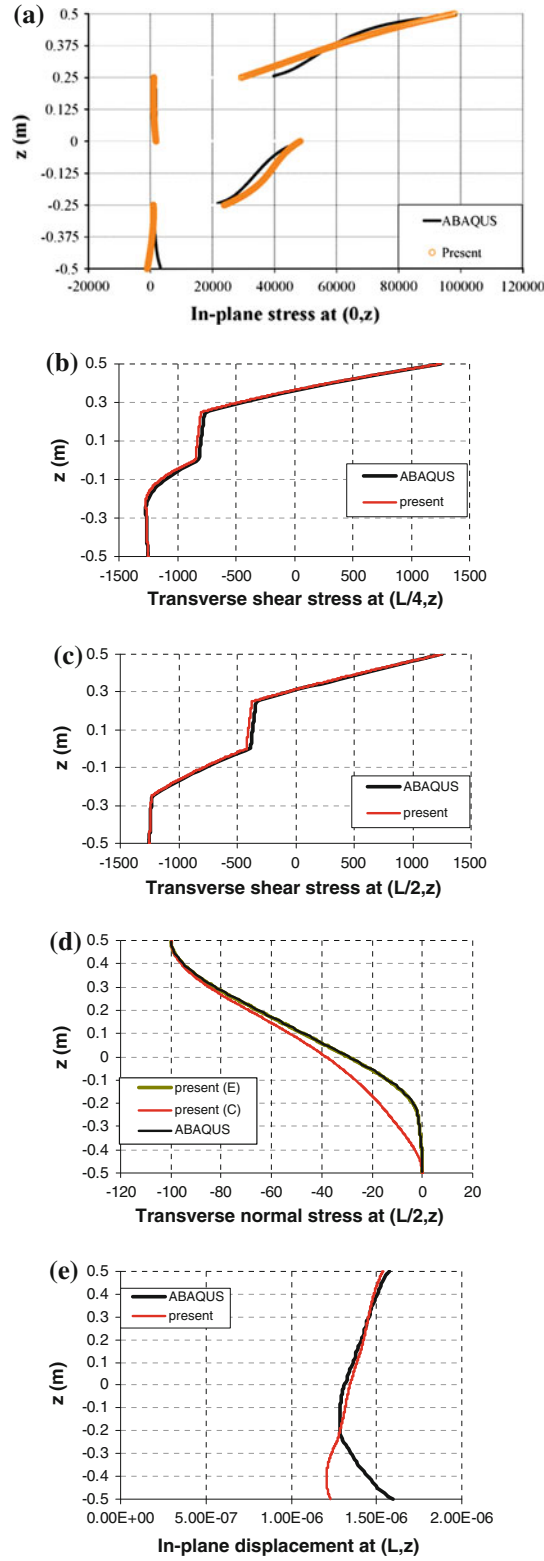 (a)
z (m)
0.5
0.375
0.25
0.125
0
-0.125
-0.25
-0.375
-0.5
ABAQUS
Present
-20000 0 20000 40000 60000 80000 100000 120000
In-plane stress at (0,z)
(b)
z (m)
0.5
0.3
0.1
-0.1
-0.3
-0.5
ABAQUS
present
-1500 -1000 -500 0 500 1000 1500
Transverse shear stress at (L/4,z)
(c)
z (m)
0.5
0.3
0.1
-0.1
-0.3
-0.5
ABAQUS
present
-1500 -1000 -500 0 500 1000 1500
Transverse shear stress at (L/2,z)
(d)
z (m)
0.5
0.4
0.3
0.2
0.1
0
-0.1
-0.2
-0.3
-0.4
-0.5
present (E)
present (C)
ABAQUS
-120 -100 -80 -60 -40 -20 0 20
Transverse normal stress at (L/2,z)
(e)
z (m)
0.5
0.4
0.3
0.2
0.1
0
-0.1
-0.2
-0.3
-0.4
-0.5
ABAQUS
present
0.00E+00 5.00E-07 1.00E-06 1.50E-06 2.00E-06
In-plane displacement at (L,z)